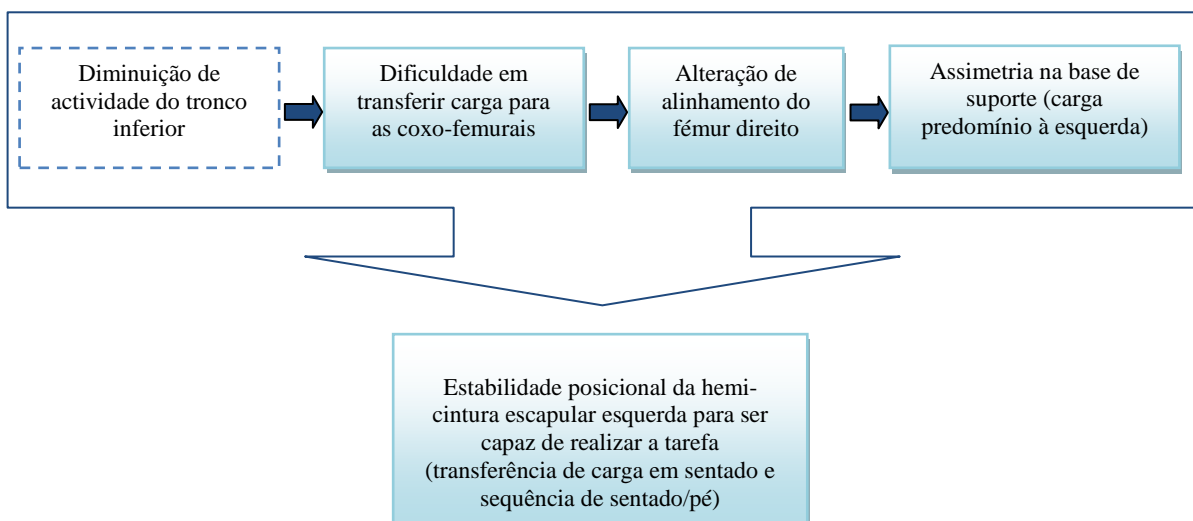 Diminuição de
actividade do tronco
inferior
Dificuldade em
transferir carga para
as coxo-femurais
Alteração de
alinhamento do
fémur direito
Assimetria na base de
suporte (carga
predomínio à esquerda)
Estabilidade posicional da hemi-
cintura escapular esquerda para ser
capaz de realizar a tarefa
(transferência de carga em sentado e
sequência de sentado/pé)